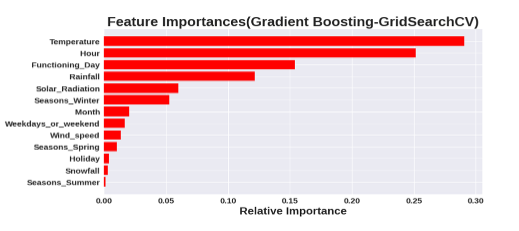 Feature Importances(Gradient Boosting-GridSearchCV)
Temperature
Hour
Functioning_Day
Rainfall
Solar_Radiation
Seasons_Winter
Month
Weekdays_or_weekend
Wind_speed
Seasons_Spring
Holiday
Snowfall
Seasons_Summer
0.00 0.05 0.10 0.15 0.20 0.25 0.30
Relative Importance